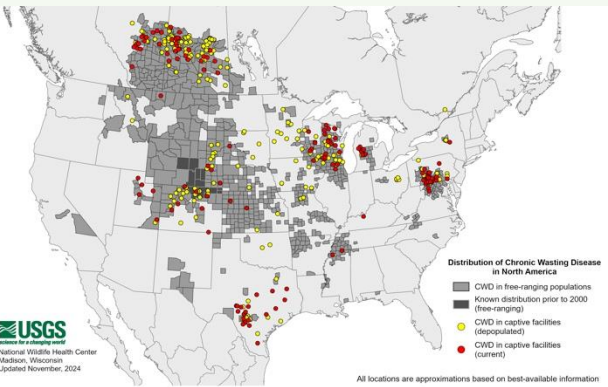 Distribution of Chronic Wasting Disease
in North America
CWD in free-ranging populations
Known distribution prior to 2000
(free-ranging)
CWD in captive facilities
(depopulated)
CWD in captive facilities
(current)
USGS
science for a changing world
National Wildlife Health Center
Madison, Wisconsin
Updated November, 2024
All locations are approximations based on best-available information